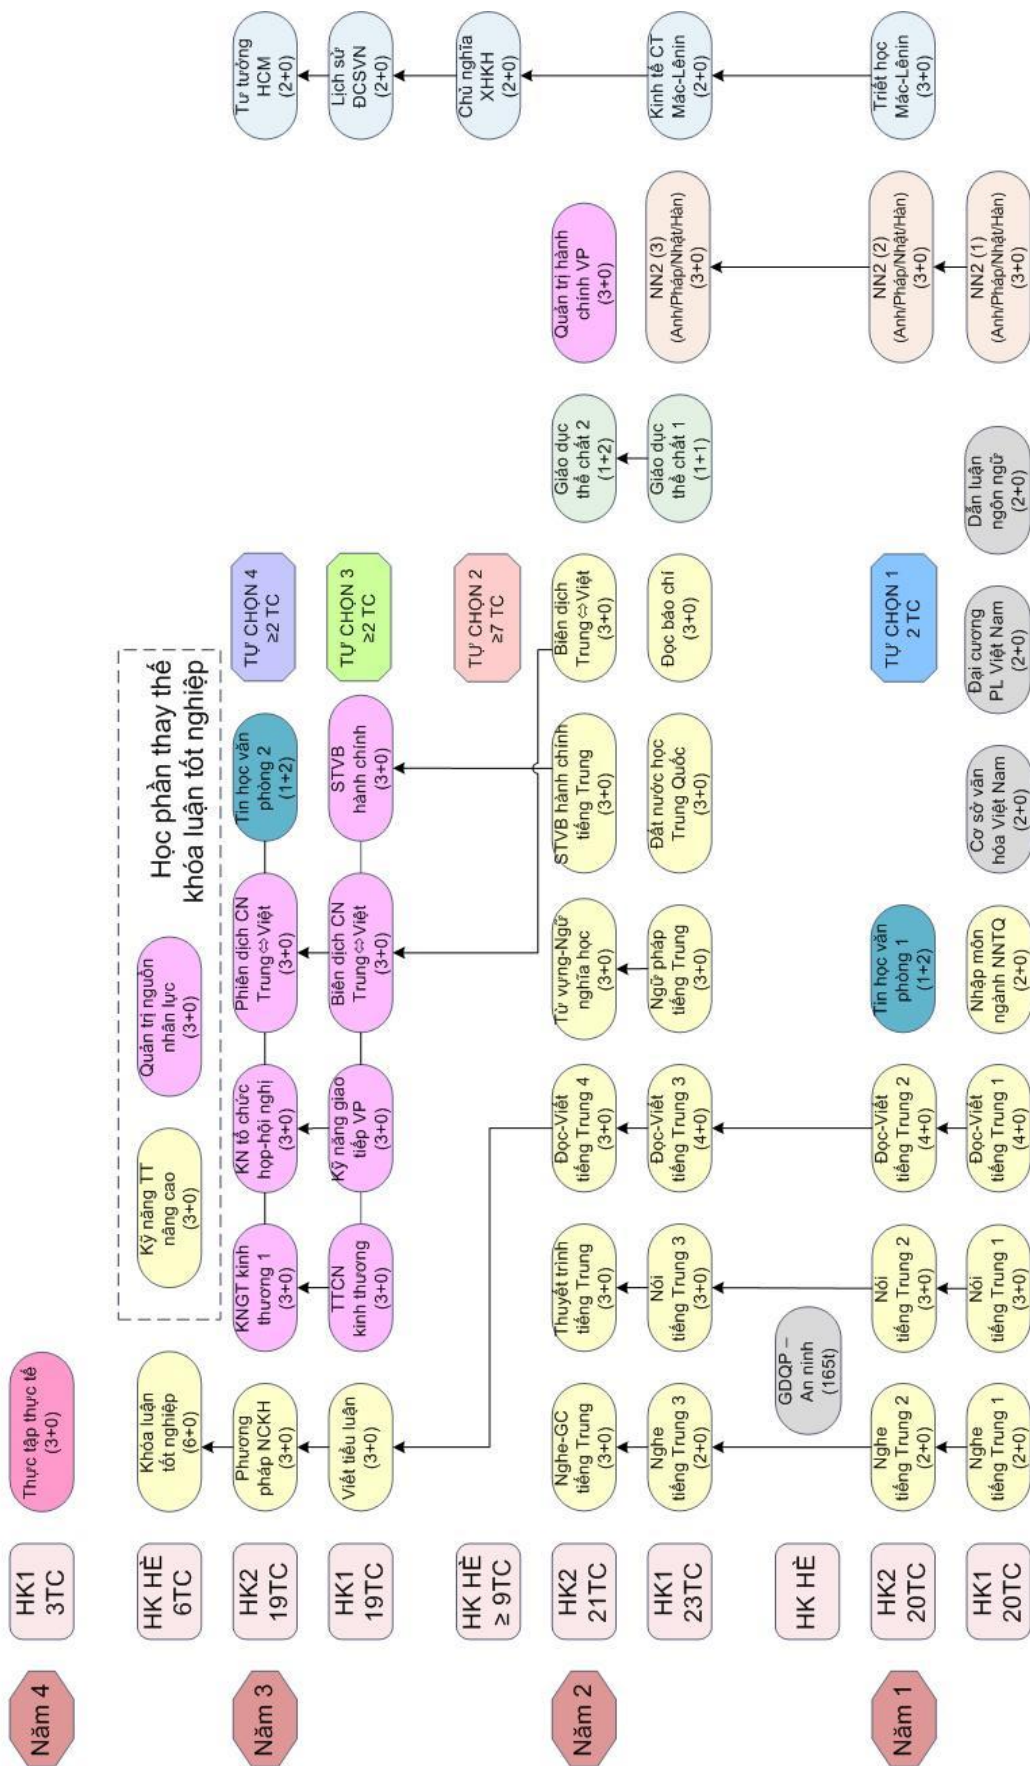 Năm 4
HK1
3TC
Thực tập thực tế
(3+0)
HK HÈ
6TC
Khóa luận
tốt nghiệp
(6+0)
Kỹ năng TT
nâng cao
(3+0)
Quản trị nguồn
nhân lực
(3+0)
Học phần thay thế
khóa luận tốt nghiệp
Năm 3
HK2
19TC
Phương
pháp NCKH
(3+0)
KNGT kinh
thương 1
(3+0)
KN tổ chức
họp-hội nghị
(3+0)
Phiên dịch CN
Trung⇔Việt
(3+0)
Tin học văn
phòng 2
(1+2)
TỰ CHỌN 4
≥2 TC
Tư tưởng
HCM
(2+0)
HK1
19TC
Viết tiểu luận
(3+0)
TTCN
kinh thương
(3+0)
Kỹ năng giao
tiếp VP
(3+0)
Biên dịch CN
Trung⇔Việt
(3+0)
STVB
hành chính
(3+0)
TỰ CHỌN 3
≥2 TC
Lịch sử
ĐCSVN
(2+0)
HK HÈ
≥ 9TC
TỰ CHỌN 2
≥7 TC
Chủ nghĩa
XHKH
(2+0)
Năm 2
HK2
21TC
Nghe-GC
tiếng Trung
(3+0)
Thuyết trình
tiếng Trung
(3+0)
Đọc-Viết
tiếng Trung 4
(3+0)
Từ vựng-Ngữ
nghĩa học
(3+0)
STVB hành chính
tiếng Trung
(3+0)
Biên dịch
Trung⇔Việt
(3+0)
Giáo dục
thể chất 2
(1+2)
Quản trị hành
chính VP
(3+0)
HK1
23TC
Nghe
tiếng Trung 3
(2+0)
Nói
tiếng Trung 3
(3+0)
Đọc-Viết
tiếng Trung 3
(4+0)
Ngữ pháp
tiếng Trung
(3+0)
Đất nước học
Trung Quốc
(3+0)
Đọc báo chí
(3+0)
Giáo dục
thể chất 1
(1+1)
NN2 (3)
(Anh/Pháp/Nhật/Hàn)
(3+0)
Kinh tế CT
Mác-Lênin
(2+0)
HK HÈ
GDQP –
An ninh
(165t)
Năm 1
HK2
20TC
Nghe
tiếng Trung 2
(2+0)
Nói
tiếng Trung 2
(3+0)
Đọc-Viết
tiếng Trung 2
(4+0)
Tin học văn
phòng 1
(1+2)
TỰ CHỌN 1
2 TC
NN2 (2)
(Anh/Pháp/Nhật/Hàn)
(3+0)
Triết học
Mác-Lênin
(3+0)
HK1
20TC
Nghe
tiếng Trung 1
(2+0)
Nói
tiếng Trung 1
(3+0)
Đọc-Viết
tiếng Trung 1
(4+0)
Nhập môn
ngành NNTQ
(2+0)
Cơ sở văn
hóa Việt Nam
(2+0)
Đại cương
PL Việt Nam
(2+0)
Dẫn luận
ngôn ngữ
(2+0)
NN2 (1)
(Anh/Pháp/Nhật/Hàn)
(3+0)